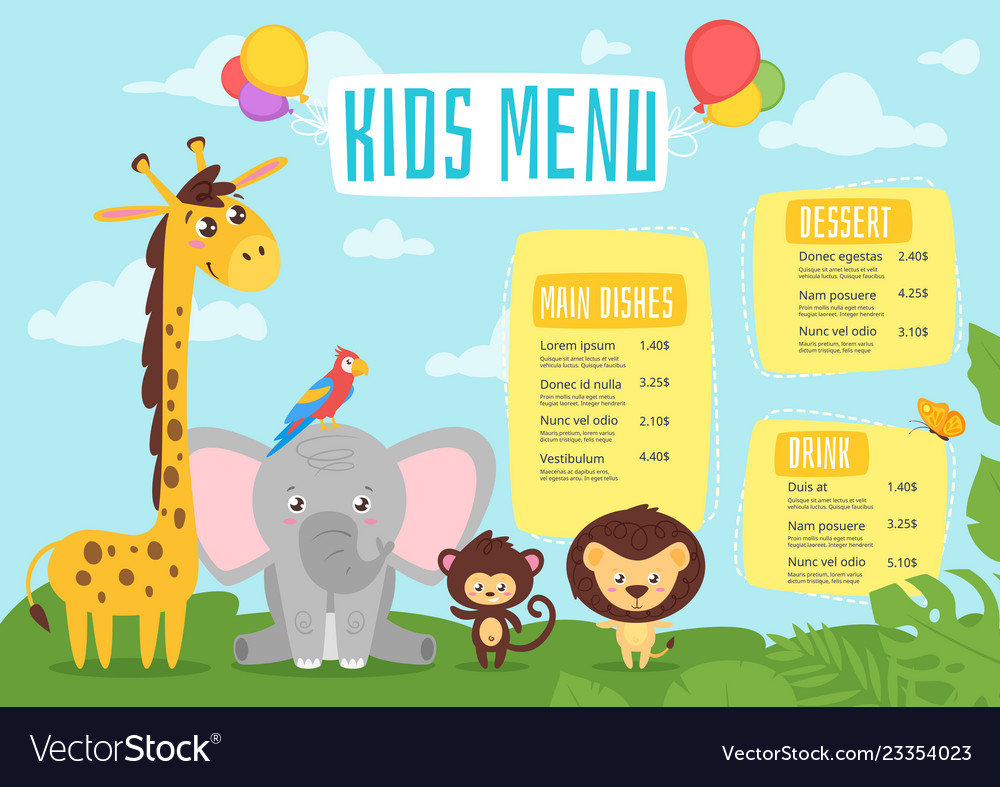 KIDS MENU
MAIN DISHES
Lorem ipsum 1.40$
Quisque sit sam lectus et velit
vehicula luctus. Quisque faucibus
Donec id nulla 3.25$
Proin mollis nulla eget metus
feugiat laoreet. Integer hendrerit
Nunc vel odio 2.10$
Mauris pretium, lorem vel
dictum tristique, felis neque
Vestibulum 4.40$
Maecenas ac dapibus eros,
vel egestas arcu. Etiam in eget tellus
DESSERT
Donec egestas 2.40$
Quisque sit sam lectus et velit
vehicula luctus. Quisque faucibus
Nam posuere 4.25$
Proin mollis nulla eget metus
feugiat laoreet. Integer hendrerit
Nunc vel odio 3.10$
Mauris pretium, lorem vel
dictum tristique, felis neque
DRINK
Duis at 1.40$
Quisque sit sam lectus et velit
vehicula luctus. Quisque faucibus
Nam posuere 3.25$
Proin mollis nulla eget metus
feugiat laoreet. Integer hendrerit
Nunc vel odio 5.10$
Mauris pretium, lorem vel
dictum tristique, felis neque
VectorStock®
VectorStock.com/23354023